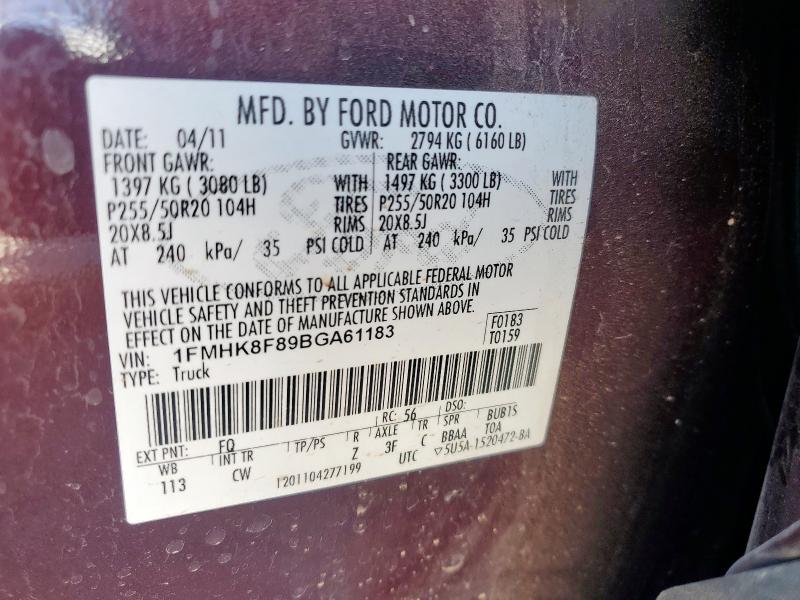 MFD. BY FORD MOTOR CO.
DATE: 04/11 GVWR: 2794 KG ( 6160 LB)
FRONT GAWR: REAR GAWR:
1397 KG ( 3080 LB) WITH 1497 KG ( 3300 LB) WITH
P255/50R20 104H TIRES P255/50R20 104H TIRES
20X8.5J RIMS 20X8.5J RIMS
AT 240 kPa/ 35 PSI COLD AT 240 kPa/ 35 PSI COLD
THIS VEHICLE CONFORMS TO ALL APPLICABLE FEDERAL MOTOR
VEHICLE SAFETY AND THEFT PREVENTION STANDARDS IN
EFFECT ON THE DATE OF MANUFACTURE SHOWN ABOVE.
VIN: 1FMHK8F89BGA61183 F0183
TYPE: Truck T0159
EXT PNT: FQ RC: 56 DSO:
WB INT TR TP/PS R AXLE TR SPR BUB1S
113 CW Z 3F C BBAA TOA
1201104277199 UTC ▽5U5A-1520472-BA